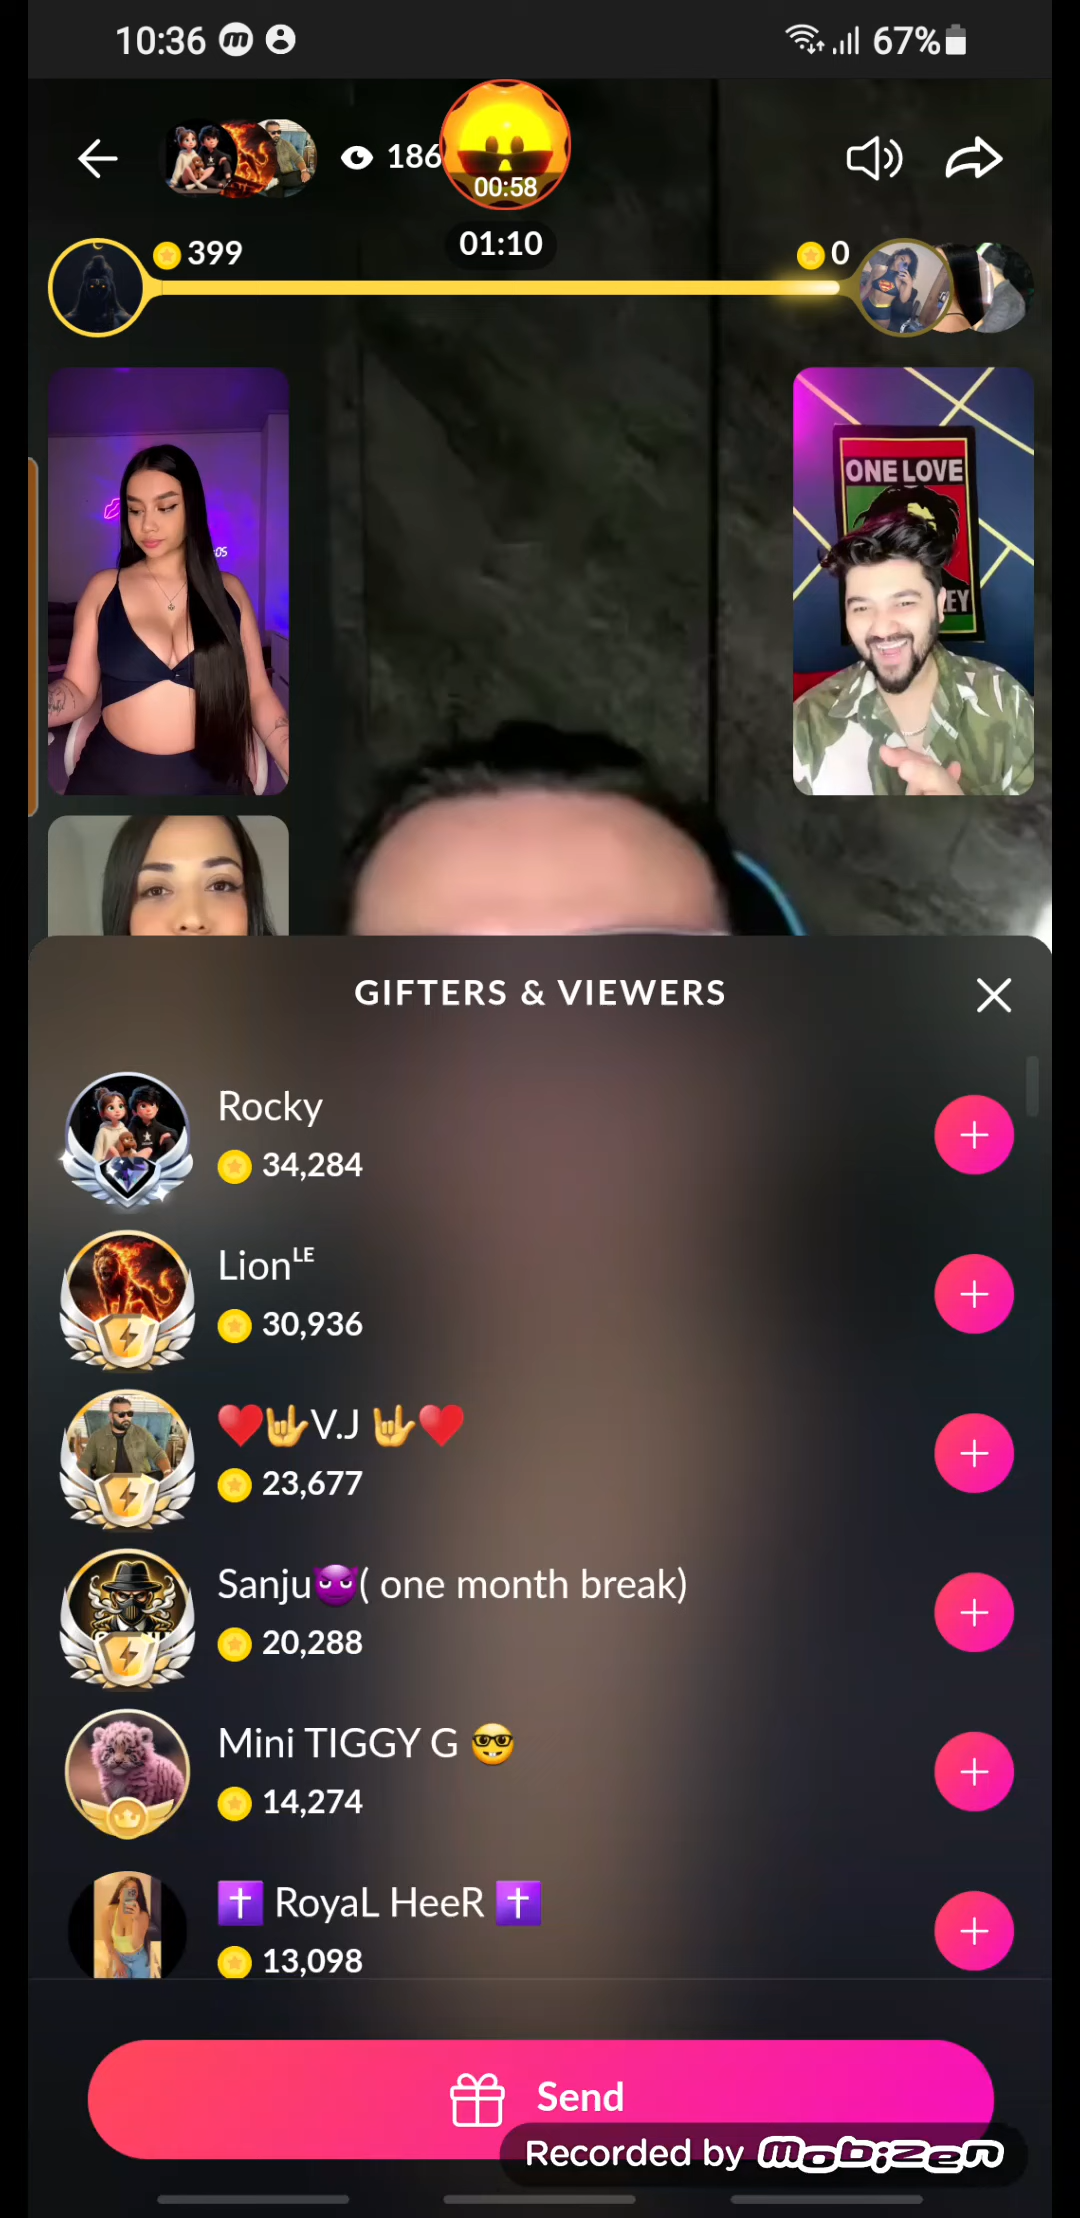 10:36 67%
186
00:58
01:10
399
0
ONE LOVE
EY
GIFTERS & VIEWERS
Rocky
34,284
Lionᴸᴱ
30,936
❤️🤟V.J 🤟❤️
23,677
Sanju😈( one month break)
20,288
Mini TIGGY G 🤓
14,274
✝️ RoyaL HeeR ✝️
13,098
Send
Recorded by mobizen